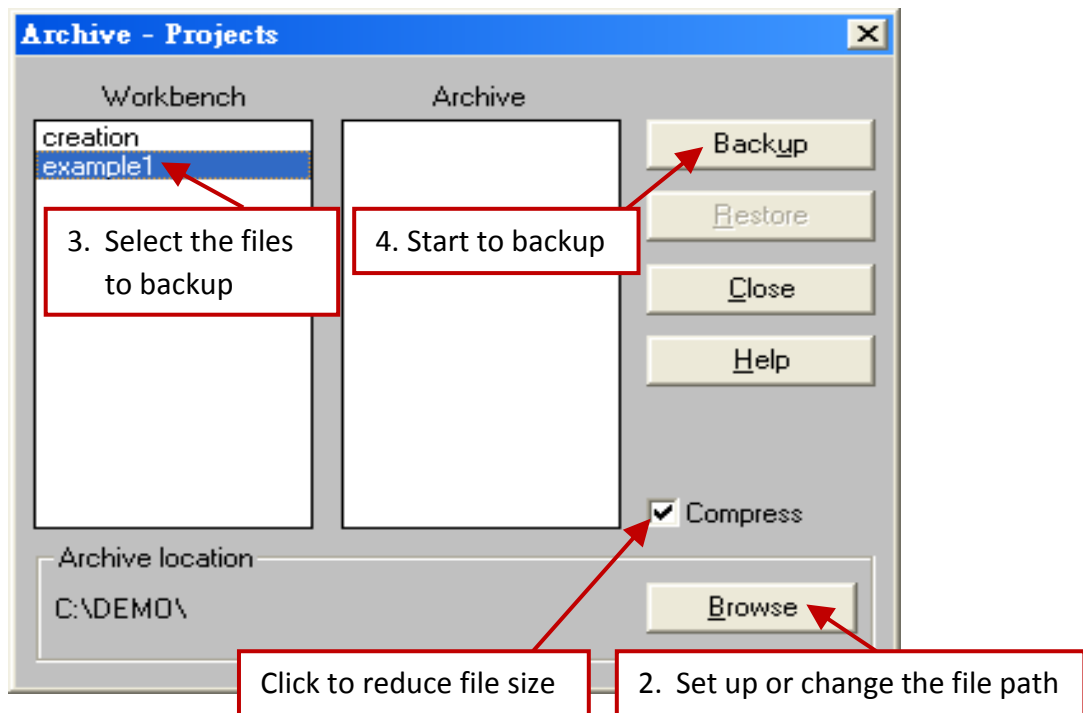 Archive - Projects
Workbench
Archive
creation
example1
Backup
Restore
Close
Help
3. Select the files
to backup
4. Start to backup
Compress
Archive location
C:\DEMO\
Browse
Click to reduce file size
2. Set up or change the file path